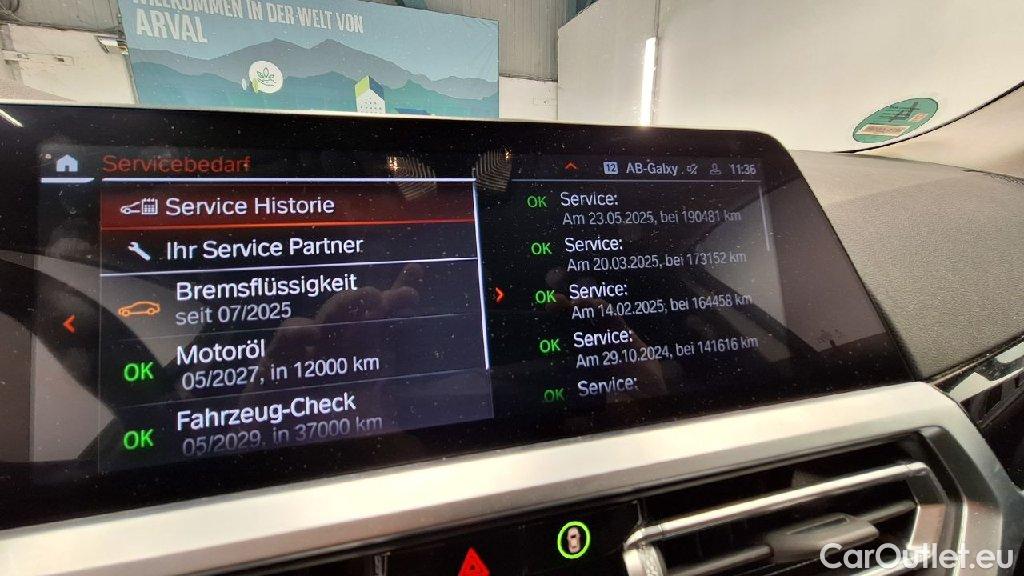 WILLKOMMEN IN DER WELT VON
ARVAL
Servicebedarf
12 AB-Galxy 11:36
Service Historie
Ihr Service Partner
Bremsflüssigkeit
seit 07/2025
OK Motoröl
05/2027, in 12000 km
OK Fahrzeug-Check
05/2029, in 37000 km
OK Service:
Am 23.05.2025, bei 190481 km
OK Service:
Am 20.03.2025, bei 173152 km
OK Service:
Am 14.02.2025, bei 164458 km
OK Service:
Am 29.10.2024, bei 141616 km
OK Service:
CarOutlet.eu